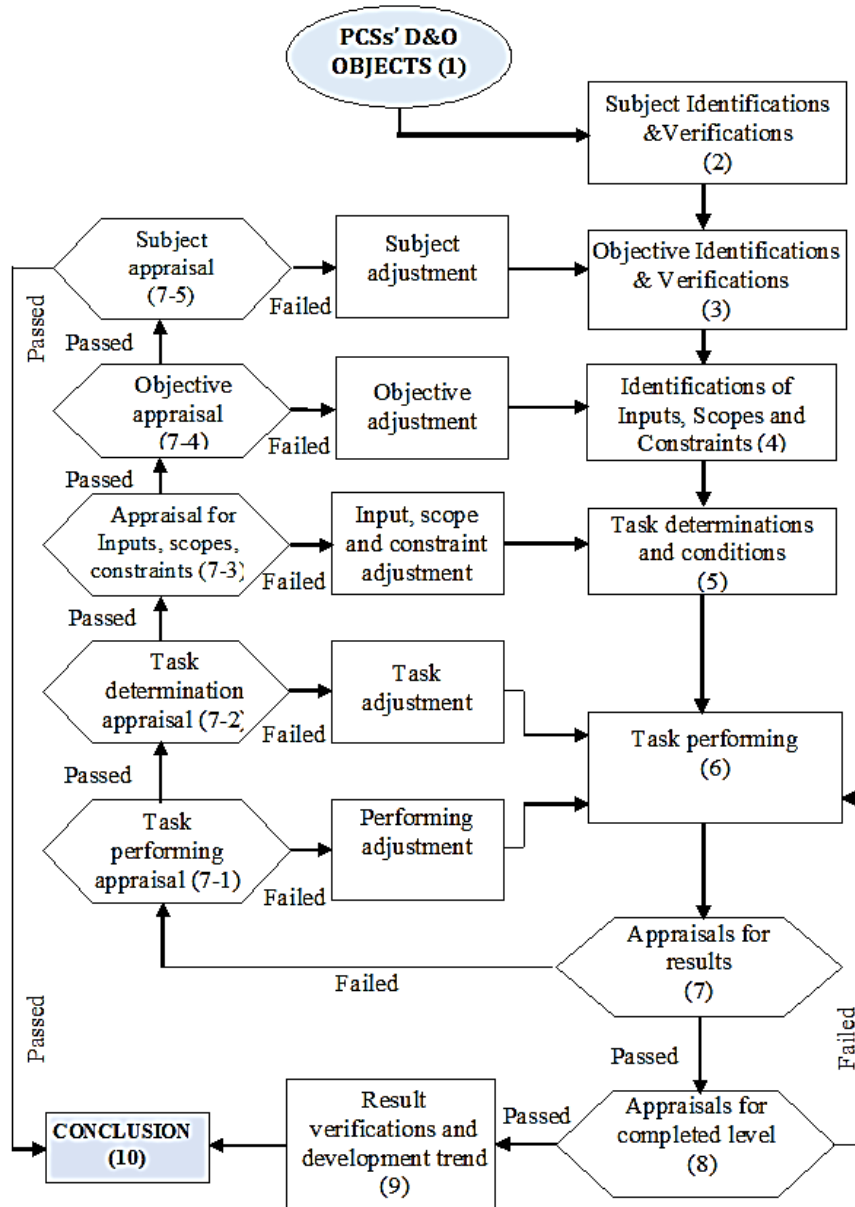 PCSs' D&O
OBJECTS (1)
Subject Identifications
&Verifications
(2)
Subject
appraisal
(7-5)
Failed
Subject
adjustment
Objective Identifications
& Verifications
(3)
Passed
Passed
Objective
appraisal
(7-4)
Failed
Objective
adjustment
Identifications of
Inputs, Scopes and
Constraints (4)
Passed
Appraisal for
Inputs, scopes,
constraints (7-3)
Failed
Input, scope
and constraint
adjustment
Task determinations
and conditions
(5)
Passed
Task
determination
appraisal (7-2)
Failed
Task
adjustment
Task performing
(6)
Passed
Task
performing
appraisal (7-1)
Failed
Performing
adjustment
Appraisals for
results
(7)
Failed
Passed
Passed
Failed
Appraisals for
completed level
(8)
Passed
Result
verifications and
development trend
(9)
CONCLUSION
(10)